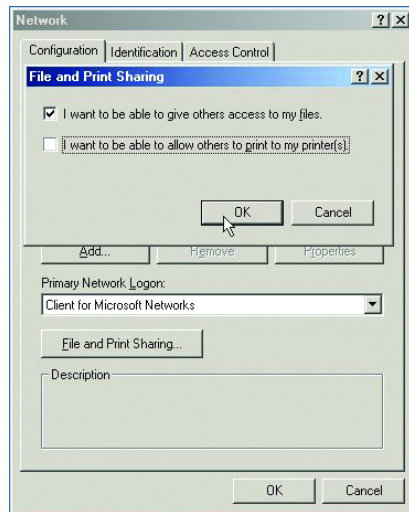 Network
Configuration Identification Access Control
File and Print Sharing
I want to be able to give others access to my files.
I want to be able to allow others to print to my printer(s).
OK Cancel
Add... Remove Properties
Primary Network Logon:
Client for Microsoft Networks
File and Print Sharing...
Description
OK Cancel